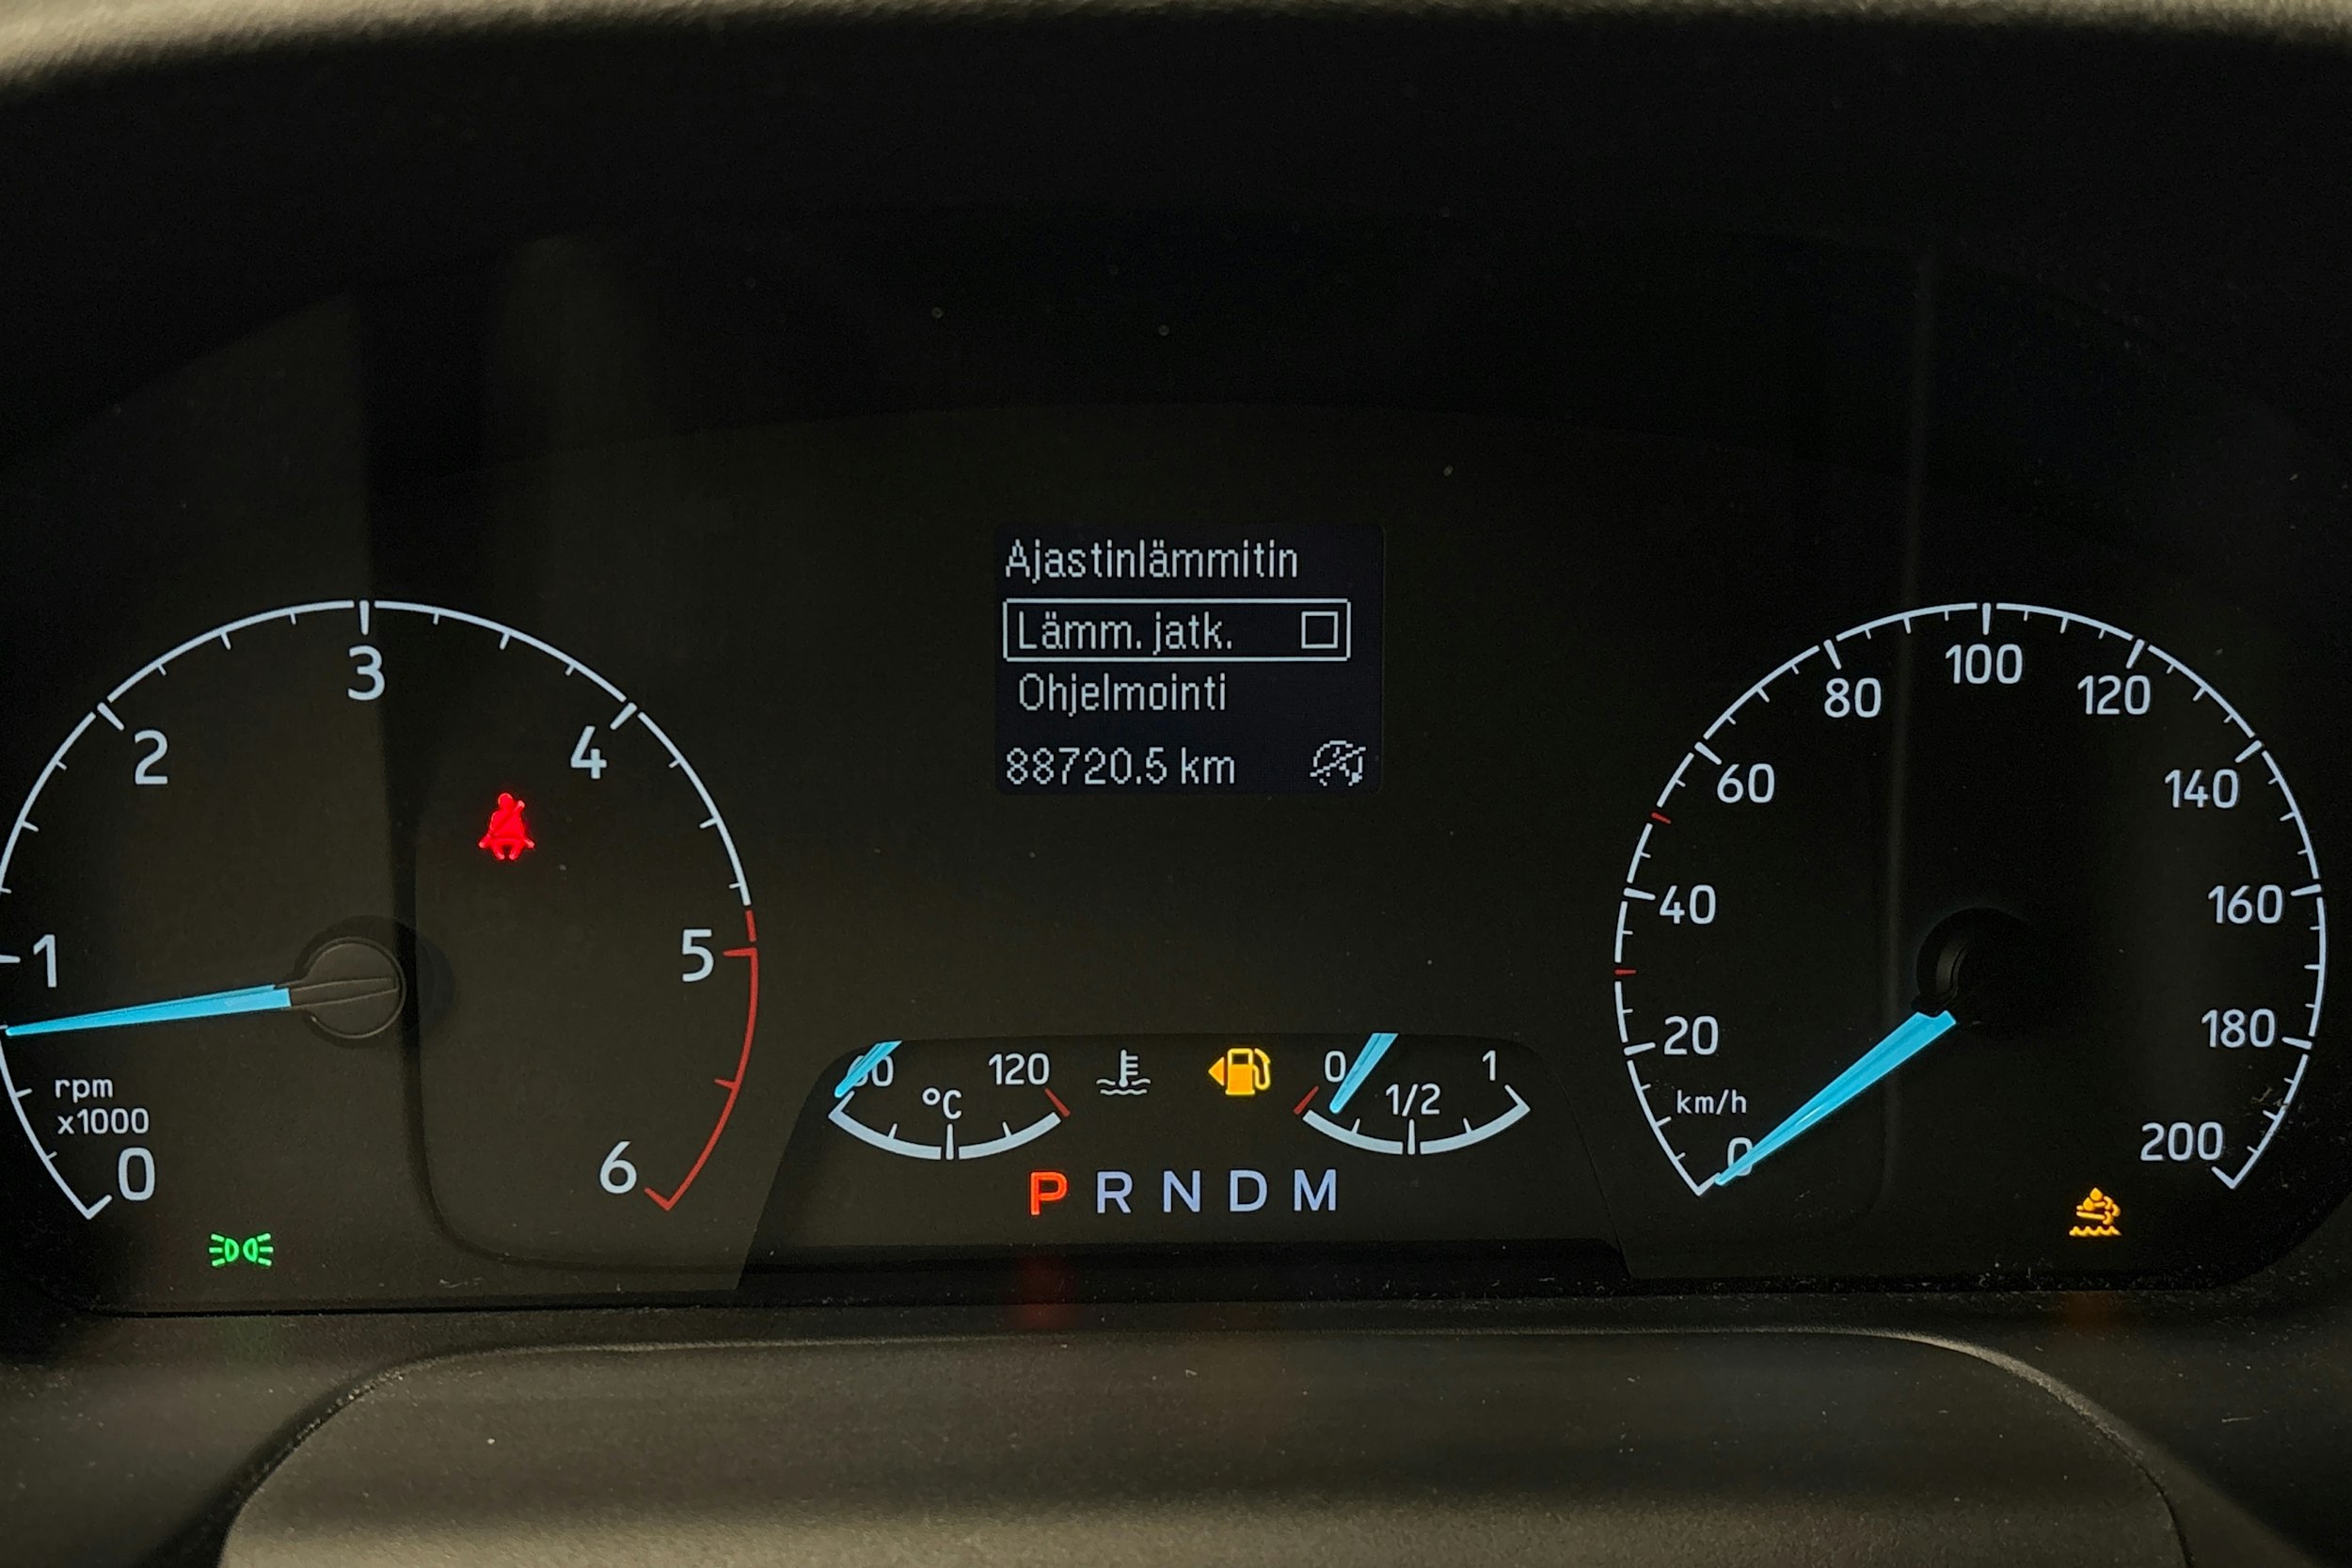 Ajastinlämmitin
Lämm. jatk.
Ohjelmointi
88720.5 km
0 1 2 3 4 5 6
rpm
x1000
120
°C
0 1/2 1
P R N D M
0 20 40 60 80 100 120 140 160 180 200
km/h